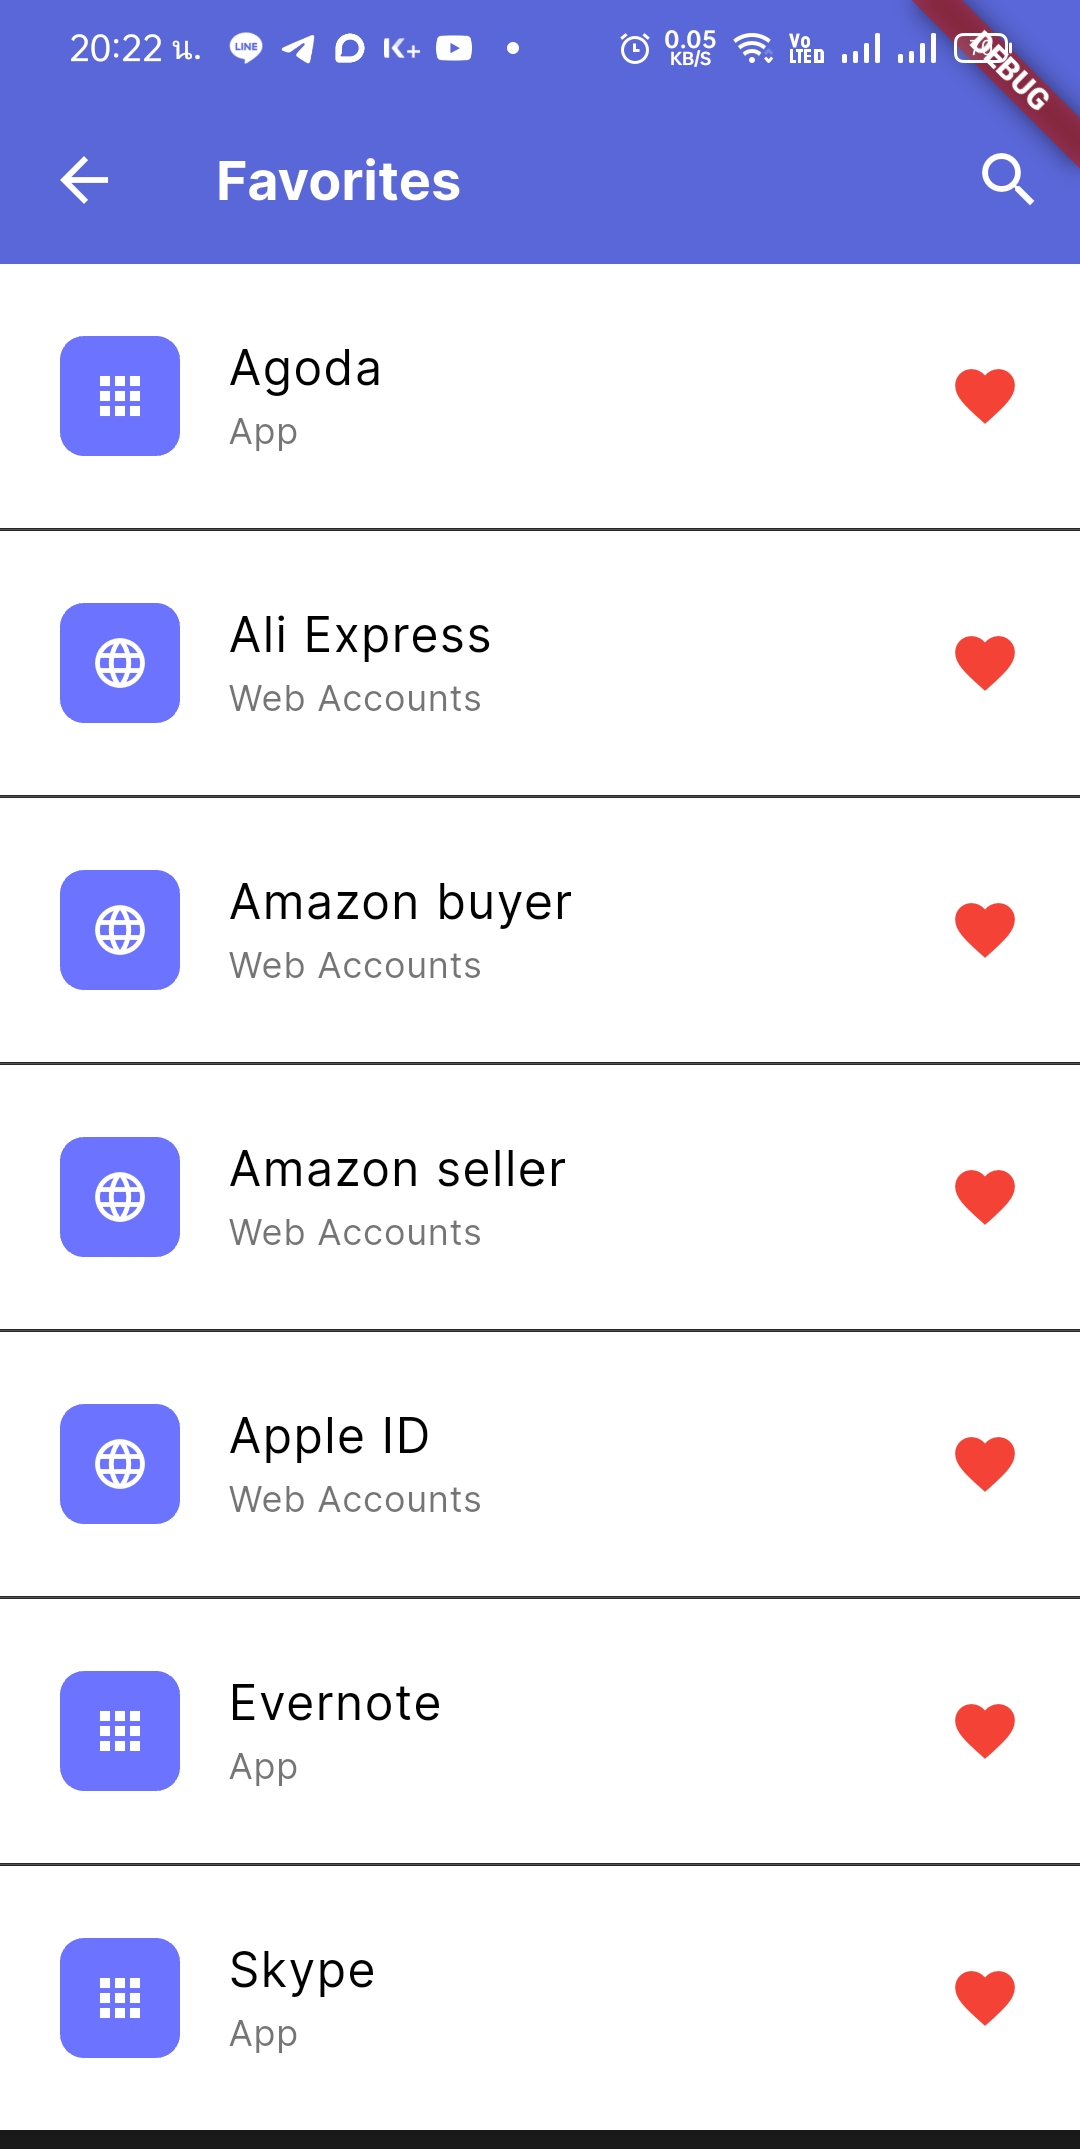 20:22 น.
LINE
K+
0.05
KB/S
Vo
LTE D
DEBUG
Favorites
Agoda
App
Ali Express
Web Accounts
Amazon buyer
Web Accounts
Amazon seller
Web Accounts
Apple ID
Web Accounts
Evernote
App
Skype
App